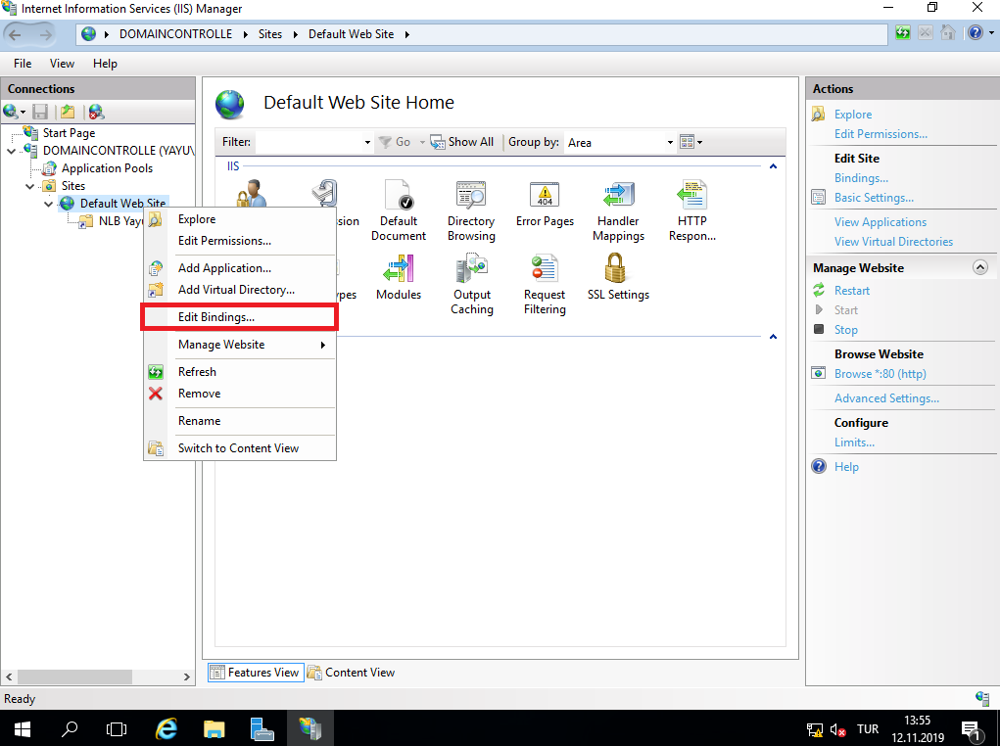 Internet Information Services (IIS) Manager
DOMAINCONTROLLE Sites Default Web Site
File View Help
Connections
Start Page
DOMAINCONTROLLE (YAYU\
Application Pools
Sites
Default Web Site
NLB Yayu
Explore
Edit Permissions...
Add Application...
Add Virtual Directory...
Edit Bindings...
Manage Website
Refresh
Remove
Rename
Switch to Content View
Default Web Site Home
Filter: Go Show All Group by: Area
IIS
Default Document
Directory Browsing
404
Error Pages
Handler Mappings
HTTP Respon...
Modules
Output Caching
Request Filtering
SSL Settings
Features View Content View
Actions
Explore
Edit Permissions...
Edit Site
Bindings...
Basic Settings...
View Applications
View Virtual Directories
Manage Website
Restart
Start
Stop
Browse Website
Browse *:80 (http)
Advanced Settings...
Configure
Limits...
Help
Ready
TUR
13:55
12.11.2019
1